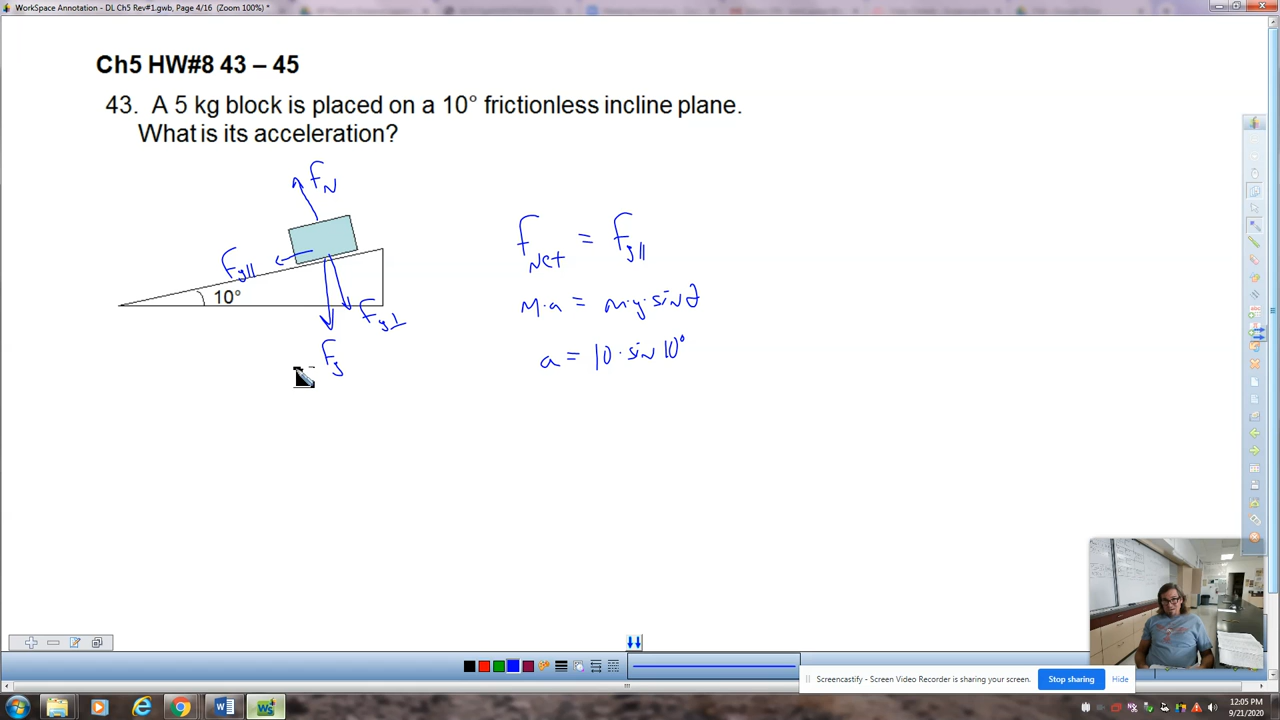 WorkSpace Annotation - DL Ch5 Rev#1.gwb, Page 4/16 (Zoom 100%) *
Ch5 HW#8 43 – 45
43. A 5 kg block is placed on a 10° frictionless incline plane.
What is its acceleration?
FN
Fg||
10°
Fg⊥
Fg
FNet = Fg||
m·a = m·g·sin θ
a = 10·sin 10°
Screencastify - Screen Video Recorder is sharing your screen.
Stop sharing
Hide
12:05 PM
9/21/2020